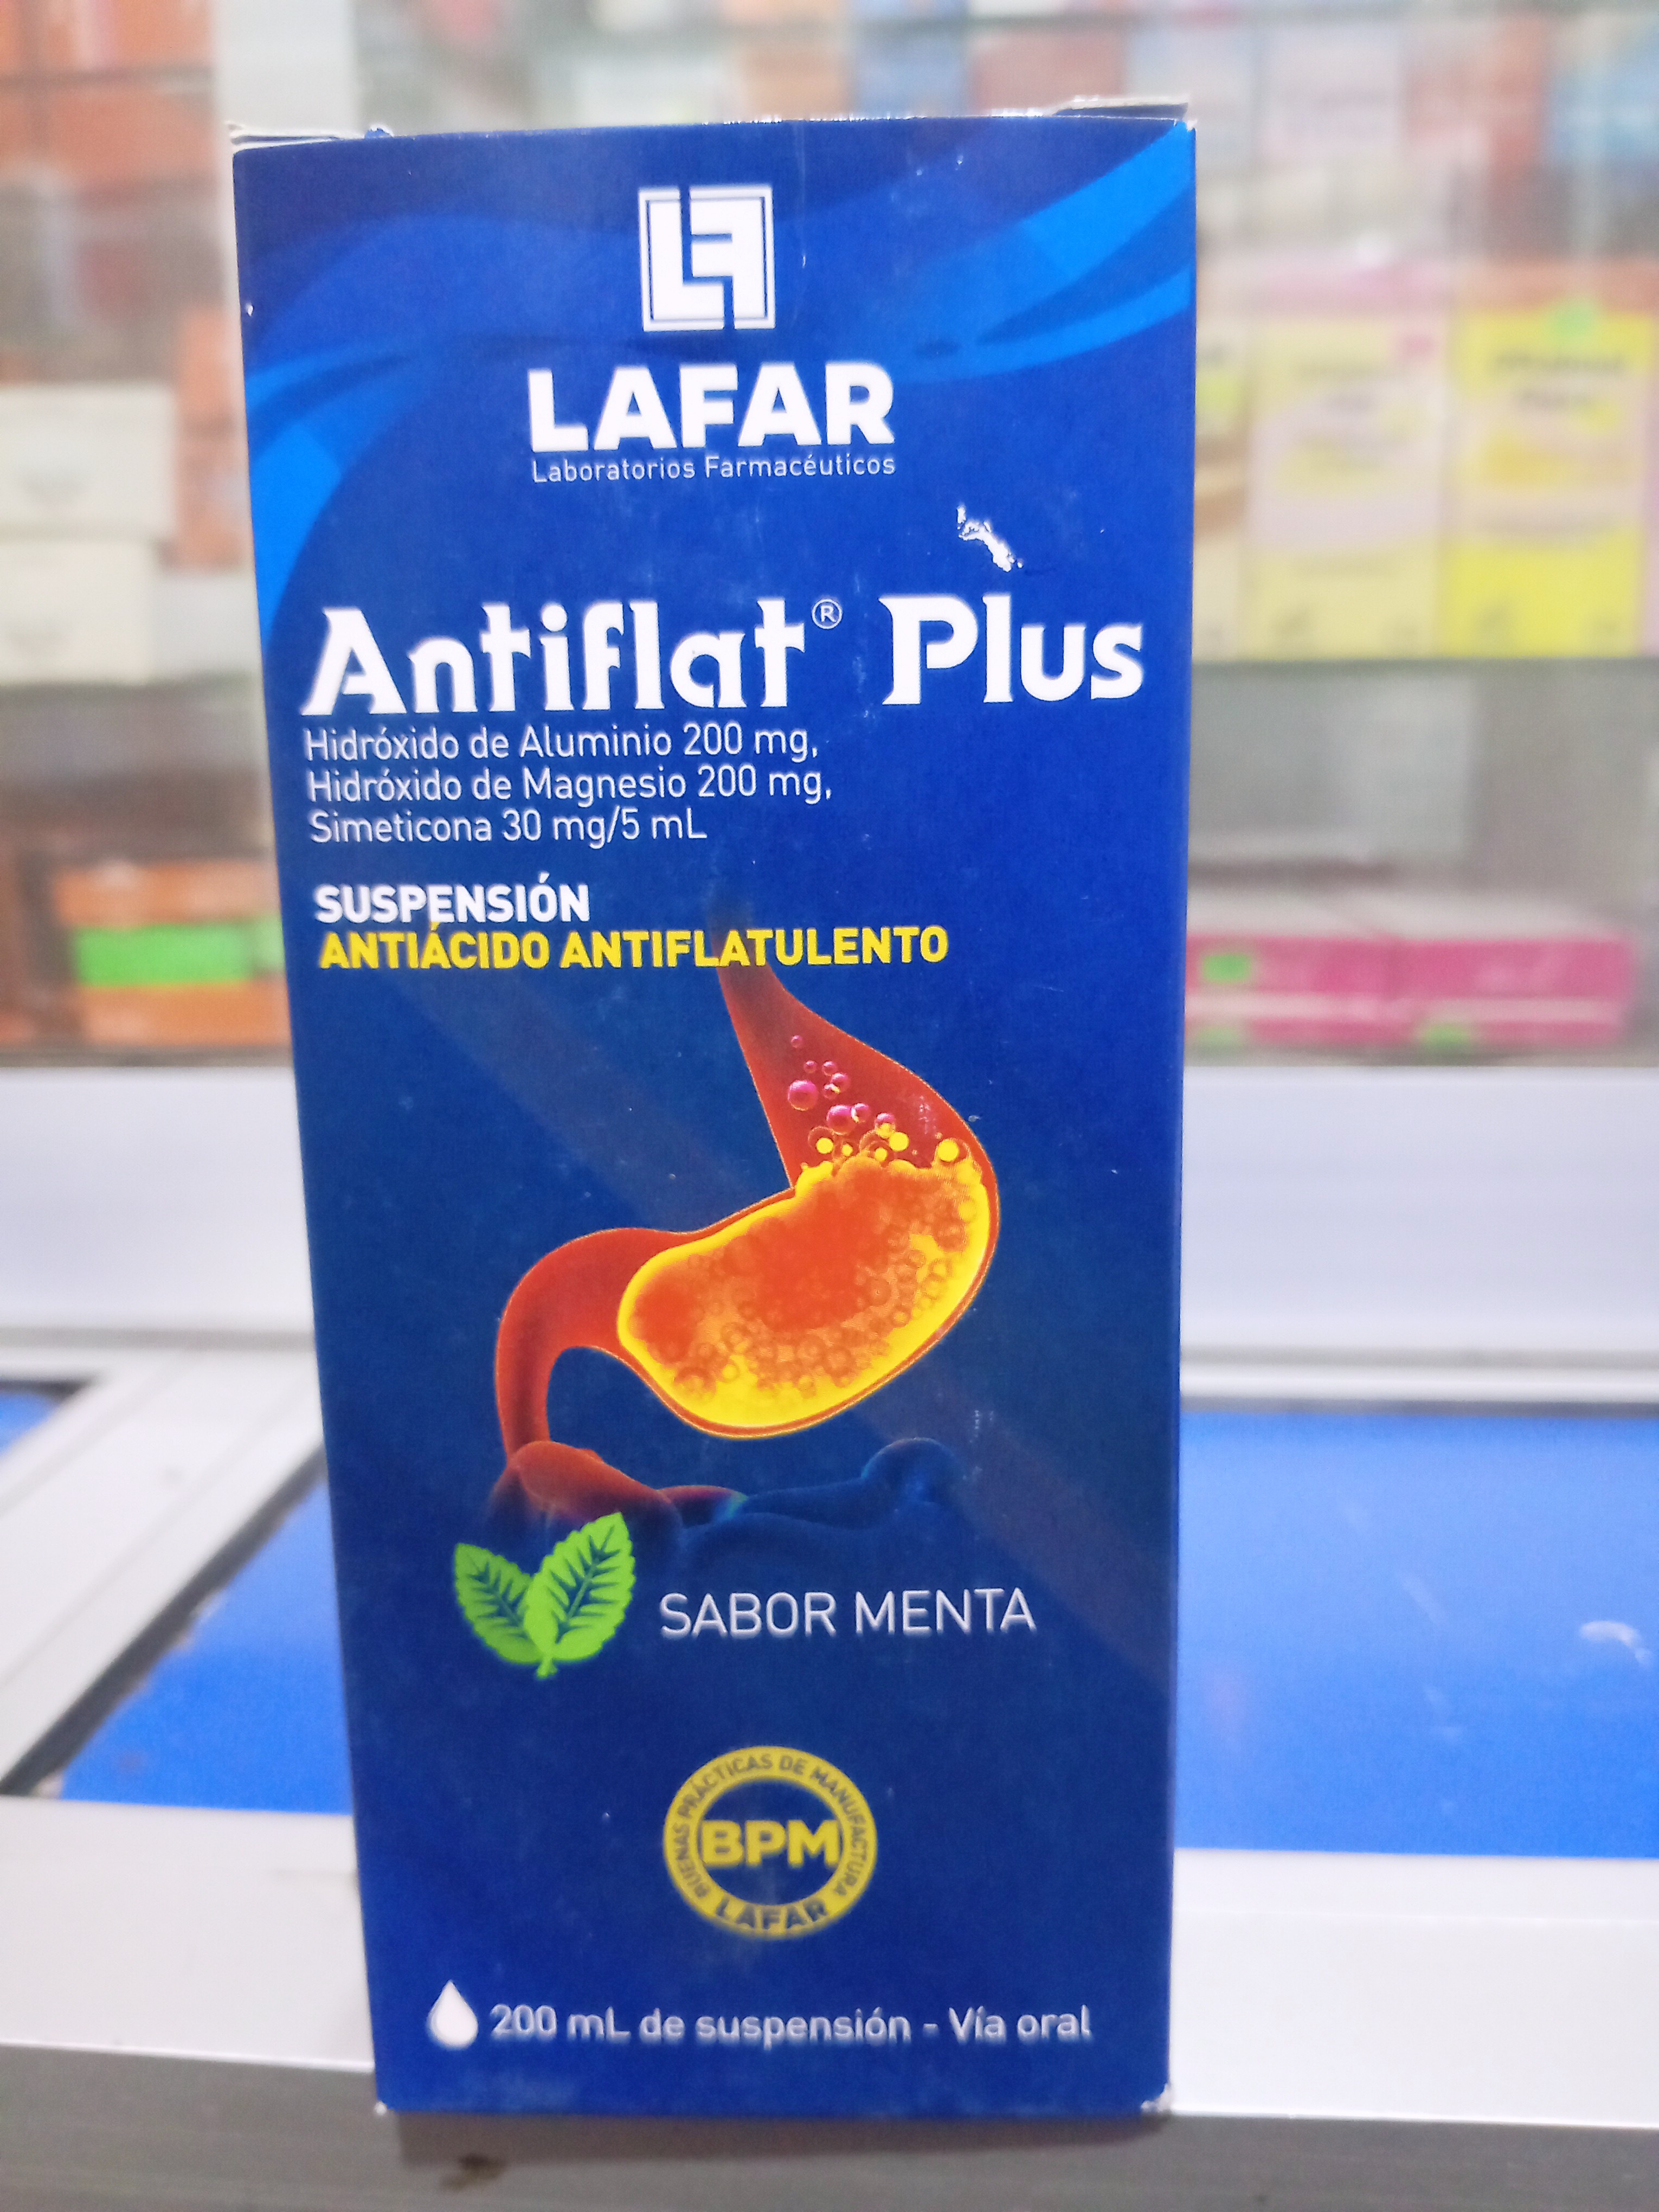 LF
LAFAR
Laboratorios Farmacéuticos
Antiflat® Plus
Hidróxido de Aluminio 200 mg,
Hidróxido de Magnesio 200 mg,
Simeticona 30 mg/5 mL
SUSPENSIÓN
ANTIÁCIDO ANTIFLATULENTO
SABOR MENTA
BUENAS PRÁCTICAS DE MANUFACTURA
BPM
LAFAR
200 mL de suspensión - Vía oral